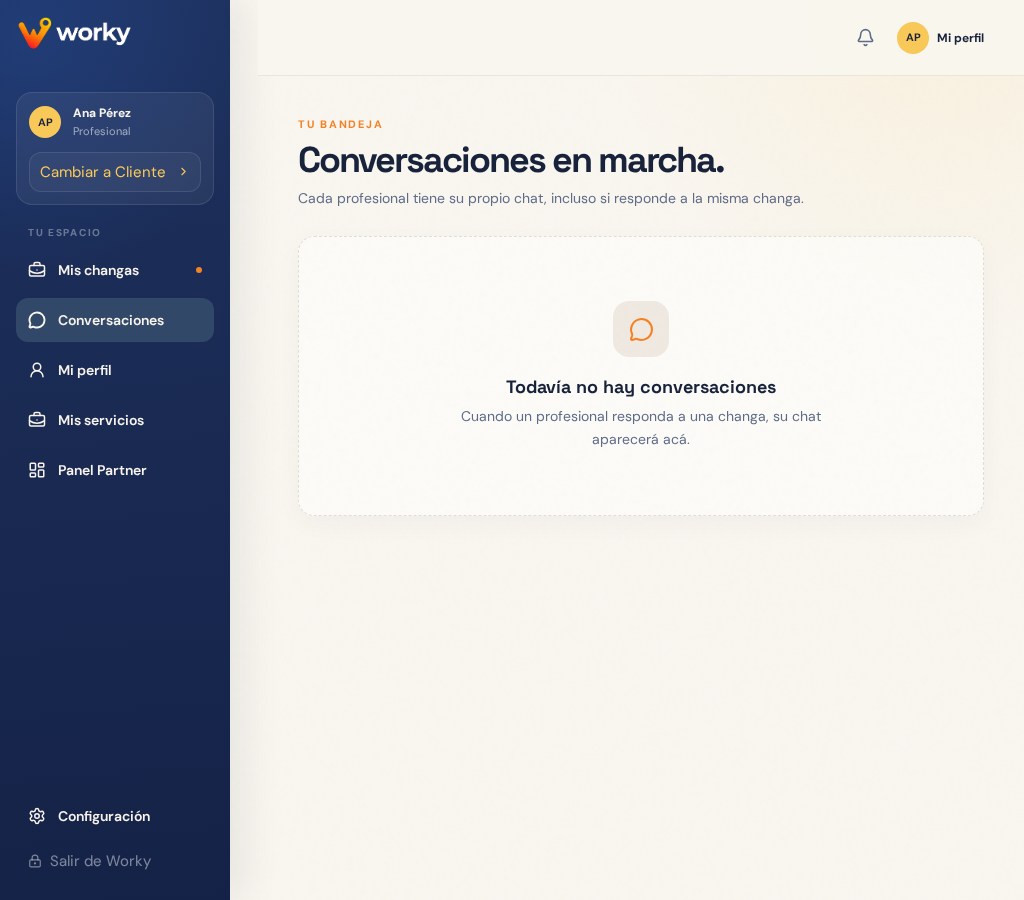 worky
AP
Mi perfil
AP
Ana Pérez
Profesional
Cambiar a Cliente
TU ESPACIO
Mis changas
Conversaciones
Mi perfil
Mis servicios
Panel Partner
Configuración
Salir de Worky
TU BANDEJA
Conversaciones en marcha.
Cada profesional tiene su propio chat, incluso si responde a la misma changa.
Todavía no hay conversaciones
Cuando un profesional responda a una changa, su chat
aparecerá acá.